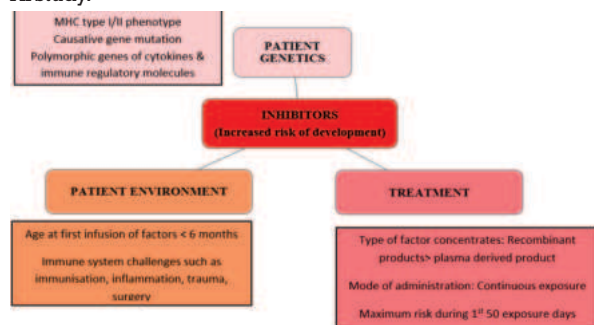 MHC type I/II phenotype
Causative gene mutation
Polymorphic genes of cytokines &
immune regulatory molecules
PATIENT
GENETICS
INHIBITORS
(Increased risk of development)
PATIENT ENVIRONMENT
Age at first infusion of factors < 6 months
Immune system challenges such as
immunisation, inflammation, trauma,
surgery
TREATMENT
Type of factor concentrates: Recombinant
products> plasma derived product
Mode of administration: Continuous exposure
Maximum risk during 1st 50 exposure days